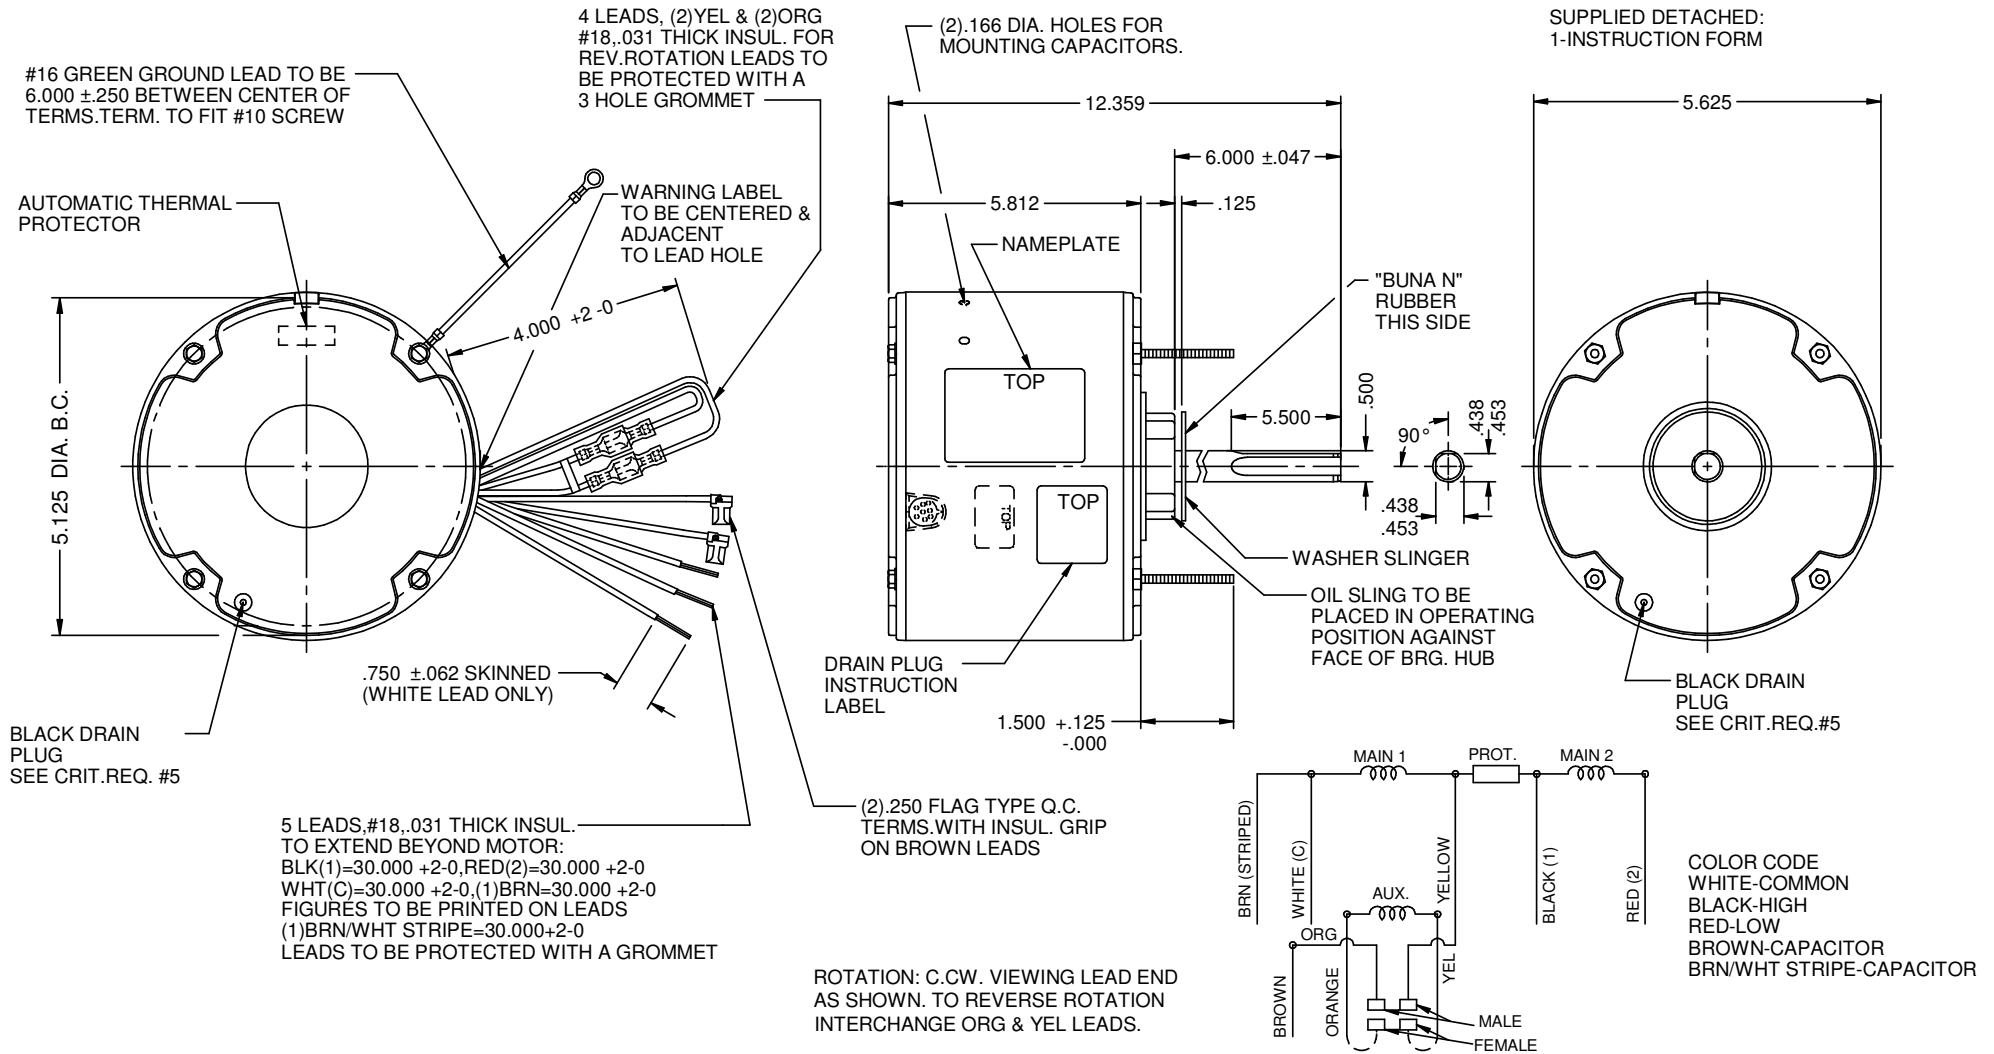 4 LEADS, (2)YEL & (2)ORG
#18,.031 THICK INSUL. FOR
REV.ROTATION LEADS TO
BE PROTECTED WITH A
3 HOLE GROMMET
(2).166 DIA. HOLES FOR
MOUNTING CAPACITORS.
SUPPLIED DETACHED:
1-INSTRUCTION FORM
#16 GREEN GROUND LEAD TO BE
6.000 ±.250 BETWEEN CENTER OF
TERMS.TERM. TO FIT #10 SCREW
12.359
5.625
6.000 ±.047
AUTOMATIC THERMAL
PROTECTOR
WARNING LABEL
TO BE CENTERED &
ADJACENT
TO LEAD HOLE
5.812
.125
NAMEPLATE
"BUNA N"
RUBBER
THIS SIDE
4.000 +2 -0
TOP
5.125 DIA. B.C.
5.500
.500
90°
.438
.453
.438
.453
TOP
TOP
WASHER SLINGER
OIL SLING TO BE
PLACED IN OPERATING
POSITION AGAINST
FACE OF BRG. HUB
.750 ±.062 SKINNED
(WHITE LEAD ONLY)
DRAIN PLUG
INSTRUCTION
LABEL
1.500 +.125
-.000
BLACK DRAIN
PLUG
SEE CRIT.REQ.#5
BLACK DRAIN
PLUG
SEE CRIT.REQ. #5
5 LEADS,#18,.031 THICK INSUL.
TO EXTEND BEYOND MOTOR:
BLK(1)=30.000 +2-0,RED(2)=30.000 +2-0
WHT(C)=30.000 +2-0,(1)BRN=30.000 +2-0
FIGURES TO BE PRINTED ON LEADS
(1)BRN/WHT STRIPE=30.000+2-0
LEADS TO BE PROTECTED WITH A GROMMET
(2).250 FLAG TYPE Q.C.
TERMS.WITH INSUL. GRIP
ON BROWN LEADS
MAIN 1
PROT.
MAIN 2
BRN (STRIPED)
WHITE (C)
YELLOW
BLACK (1)
RED (2)
AUX.
ORG
YEL
BROWN
ORANGE
MALE
FEMALE
COLOR CODE
WHITE-COMMON
BLACK-HIGH
RED-LOW
BROWN-CAPACITOR
BRN/WHT STRIPE-CAPACITOR
ROTATION: C.CW. VIEWING LEAD END
AS SHOWN. TO REVERSE ROTATION
INTERCHANGE ORG & YEL LEADS.